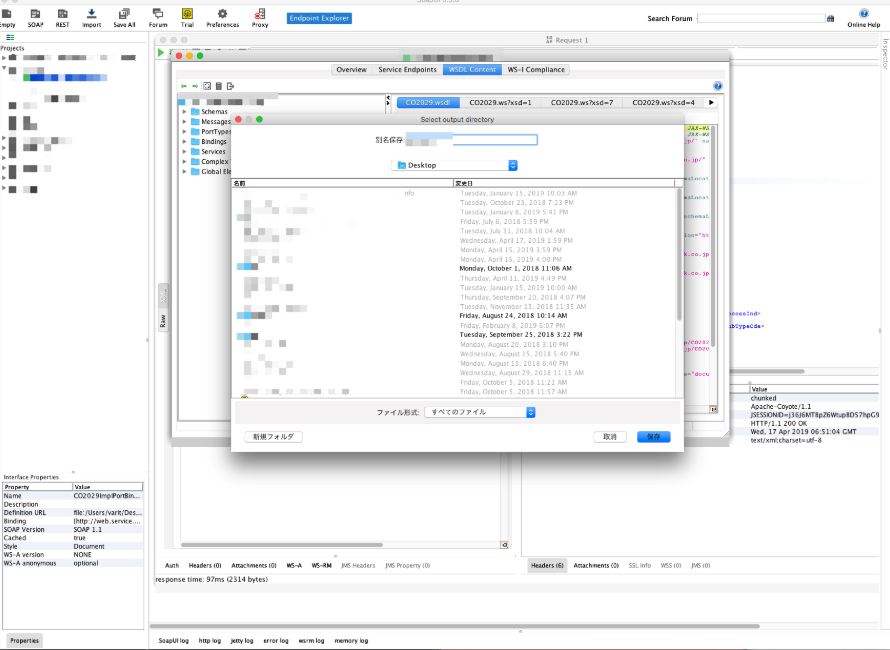 SoapUI 5.5.0
Empty
SOAP
REST
Import
Save All
Forum
Trial
Preferences
Proxy
Endpoint Explorer
Search Forum
Online Help
Projects
Inspector
Request 1
Overview
Service Endpoints
WSDL Content
WS-I Compliance
CO2029.wsdl
CO2029.ws?xsd=1
CO2029.ws?xsd=7
CO2029.ws?xsd=4
Schemas
Messages
PortTypes
Bindings
Services
Complex
Global Ele
Select output directory
別名保存:
Desktop
名前
変更日
Tuesday, January 15, 2019 10:03 AM
Tuesday, October 23, 2018 7:23 PM
Tuesday, January 8, 2019 5:41 PM
Friday, July 6, 2018 5:59 PM
Tuesday, July 31, 2018 10:04 AM
Wednesday, April 17, 2019 1:59 PM
Monday, April 15, 2019 3:59 PM
Monday, April 15, 2019 4:00 PM
Monday, October 1, 2018 11:06 AM
Thursday, April 11, 2019 4:49 PM
Tuesday, January 15, 2019 10:00 AM
Thursday, September 20, 2018 4:07 PM
Tuesday, November 13, 2018 11:35 AM
Friday, August 24, 2018 10:14 AM
Friday, February 8, 2019 6:07 PM
Tuesday, September 25, 2018 3:22 PM
Monday, August 20, 2018 3:10 PM
Wednesday, August 15, 2018 5:40 PM
Monday, August 13, 2018 6:40 PM
Wednesday, August 29, 2018 11:15 AM
Friday, October 5, 2018 11:21 AM
Friday, October 5, 2018 11:57 AM
ファイル形式:
すべてのファイル
新規フォルダ
取消
保存
Raw
Value
chunked
Apache-Coyote/1.1
HTTP/1.1 200 OK
Wed, 17 Apr 2019 06:51:04 GMT
text/xml;charset=utf-8
Interface Properties
Property Value
Name CO2029ImplPortBin...
Description
Definition URL file:/Users/varit/Des...
Binding {http://web.service....
SOAP Version SOAP 1.1
Cached true
Style Document
WS-A version NONE
WS-A anonymous optional
Properties
Auth
Headers (0)
Attachments (0)
WS-A
WS-RM
JMS Headers
JMS Property (0)
Headers (6)
Attachments (0)
SSL Info
WSS (0)
JMS (0)
response time: 97ms (2314 bytes)
SoapUI log
http log
jetty log
error log
wsrm log
memory log